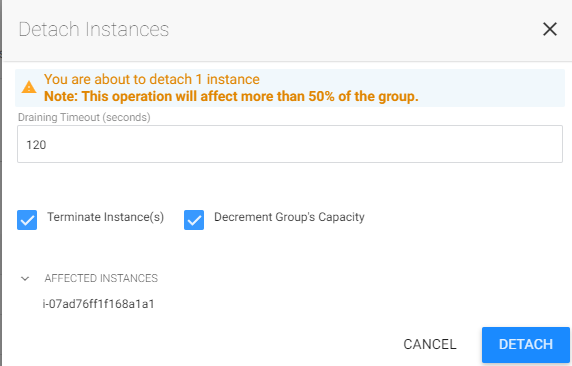 Detach Instances
You are about to detach 1 instance
Note: This operation will affect more than 50% of the group.
Draining Timeout (seconds)
120
Terminate Instance(s) Decrement Group's Capacity
AFFECTED INSTANCES
i-07ad76ff1f168a1a1
CANCEL DETACH